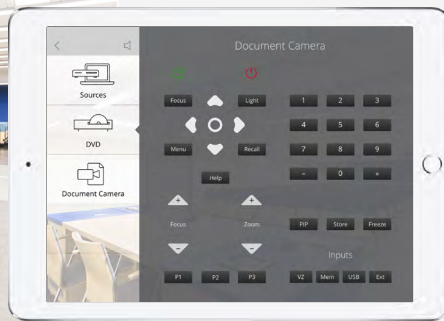 Document Camera
Sources
DVD
Document Camera
Focus Light
Menu Recall
Help
Focus Zoom
P1 P2 P3
1 2 3
4 5 6
7 8 9
0
PIP Store Freeze
Inputs
VZ Mem USB Ext